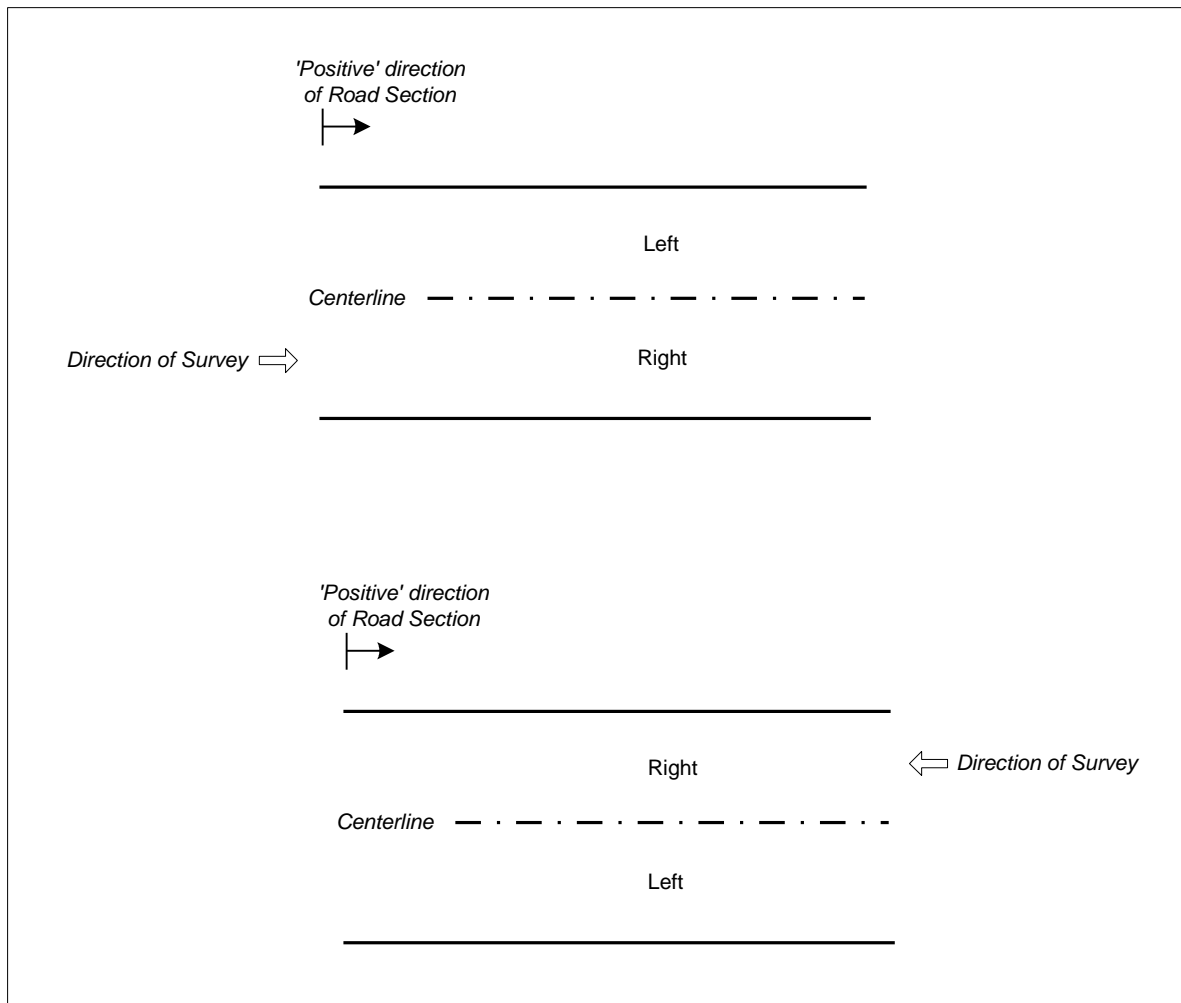 'Positive' direction
of Road Section
Left
Centerline
Direction of Survey
Right
'Positive' direction
of Road Section
Right
Direction of Survey
Centerline
Left